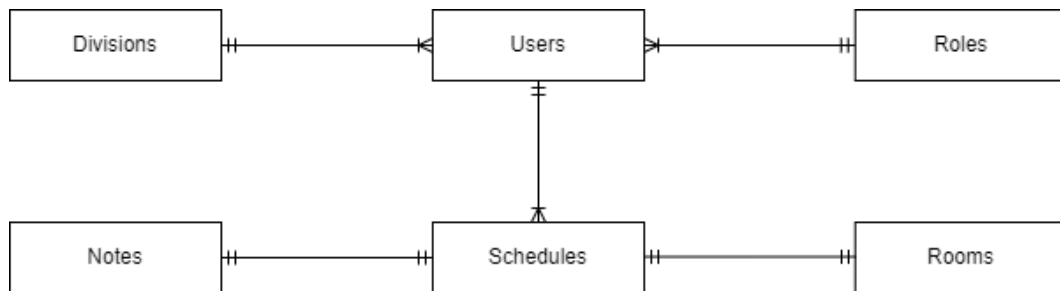 Divisions
Users
Roles
Notes
Schedules
Rooms